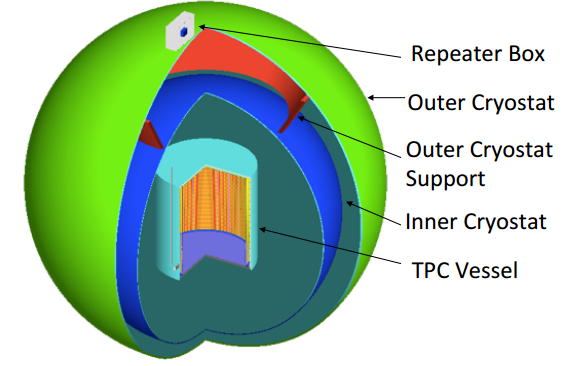 Repeater Box
Outer Cryostat
Outer Cryostat
Support
Inner Cryostat
TPC Vessel